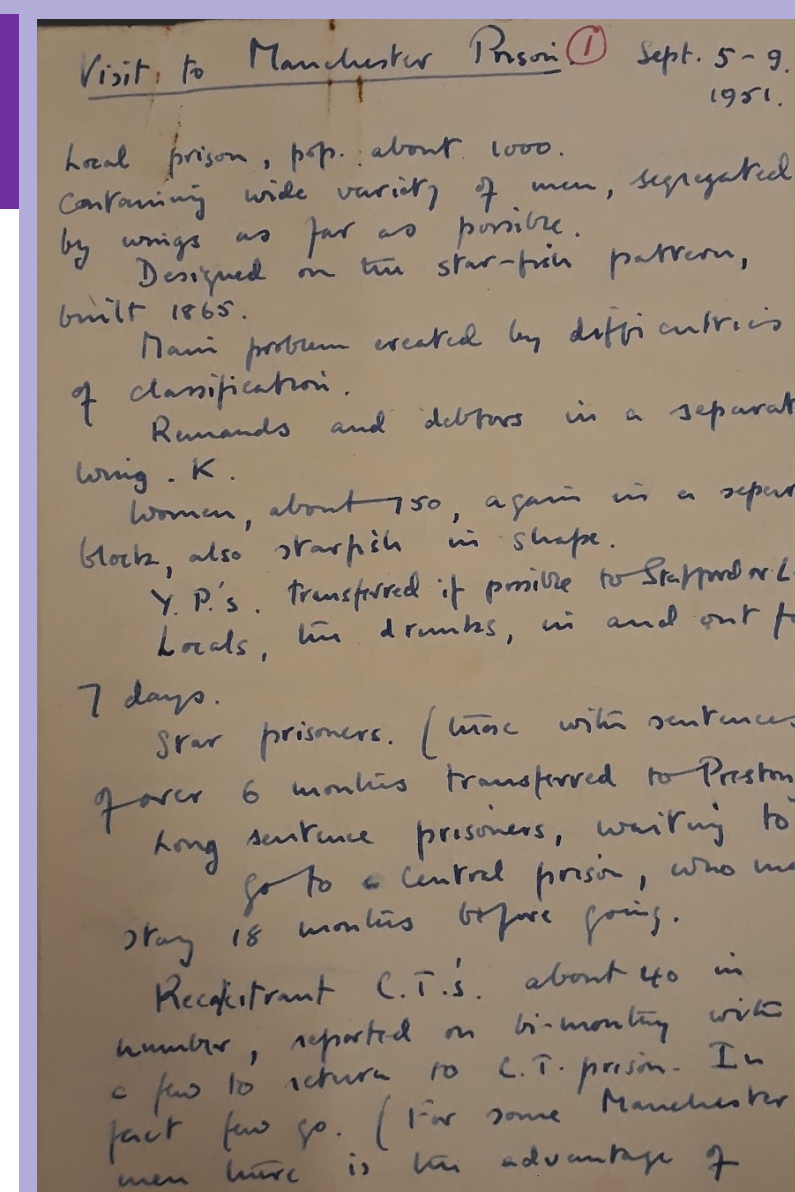 Visit to Manchester Prison. 1 Sept. 5-9.
1951.
Local prison, pop. about 1000.
Containing wide variety of men, segregated
by wings as far as possible.
Designed on the star-fish pattern,
built 1865.
Main problem created by difficulties
of classification.
Remands and debtors in a separat
wing. K.
Women, about 150, again in a separ
block, also starfish in shape.
Y.P.'s. transferred if possible to Stafford or L
Locals, the drunks, in and out f
7 days.
Star prisoners. (those with sentences
of over 6 months transferred to Preston
Long sentence prisoners, waiting to
go to a Central prison, who ma
stay 18 months before going.
Recalcitrant C.T.'s. about 40 in
number, reported on bi-monthly with
a few to return to C.T. prison. In
fact few go. (For some Manchester
men there is the advantage of